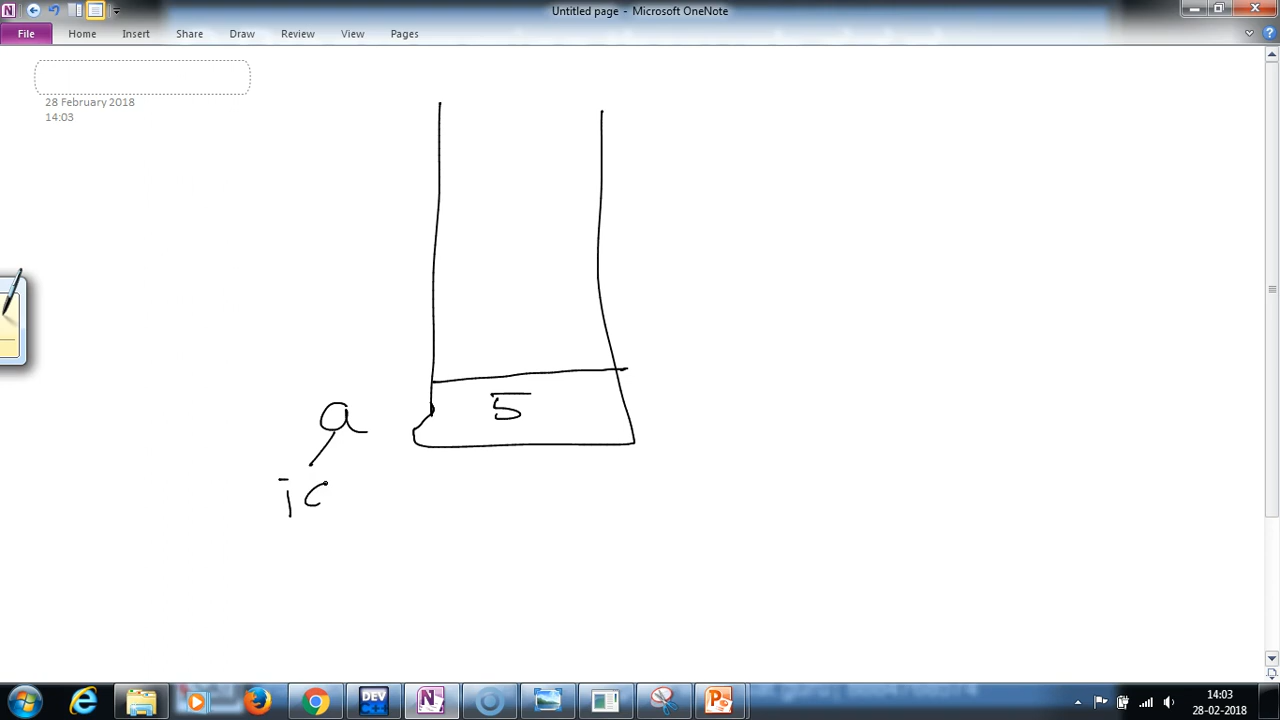 Untitled page - Microsoft OneNote
File Home Insert Share Draw Review View Pages
28 February 2018
14:03
5
a
DEV
14:03
28-02-2018